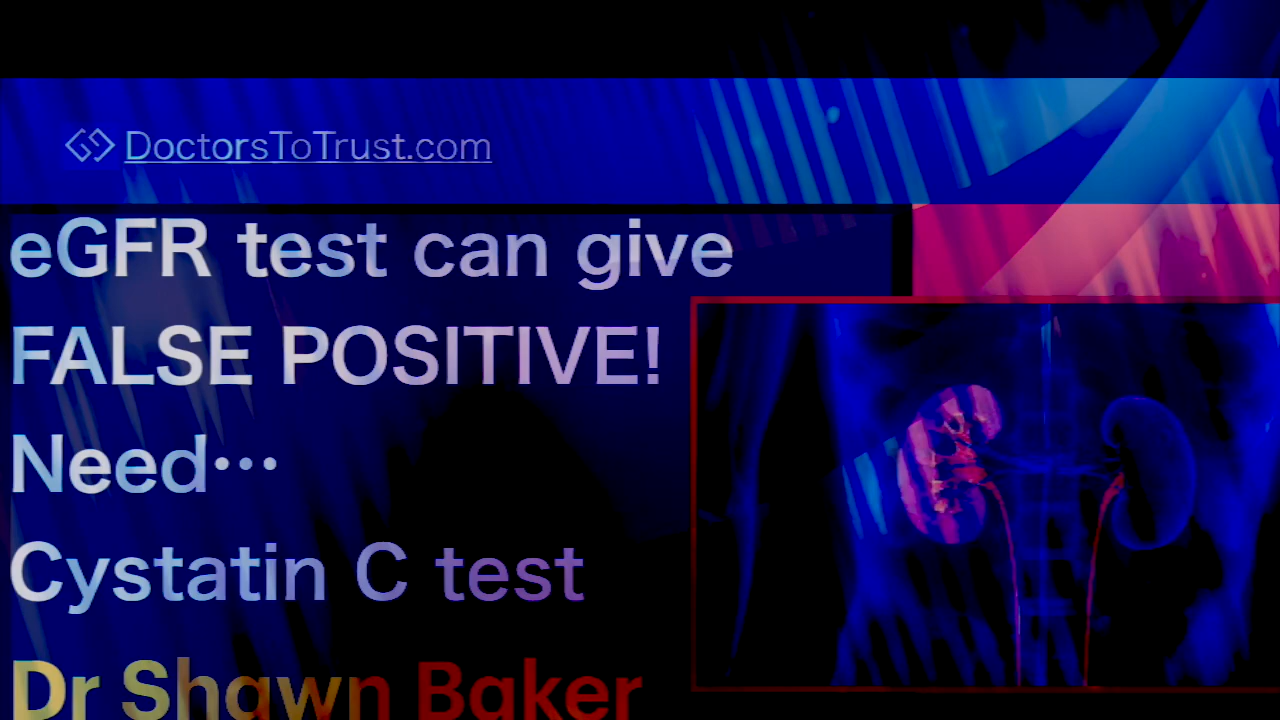 DoctorsToTrust.com
eGFR test can give
FALSE POSITIVE!
Need…
Cystatin C test
Dr Shawn Baker